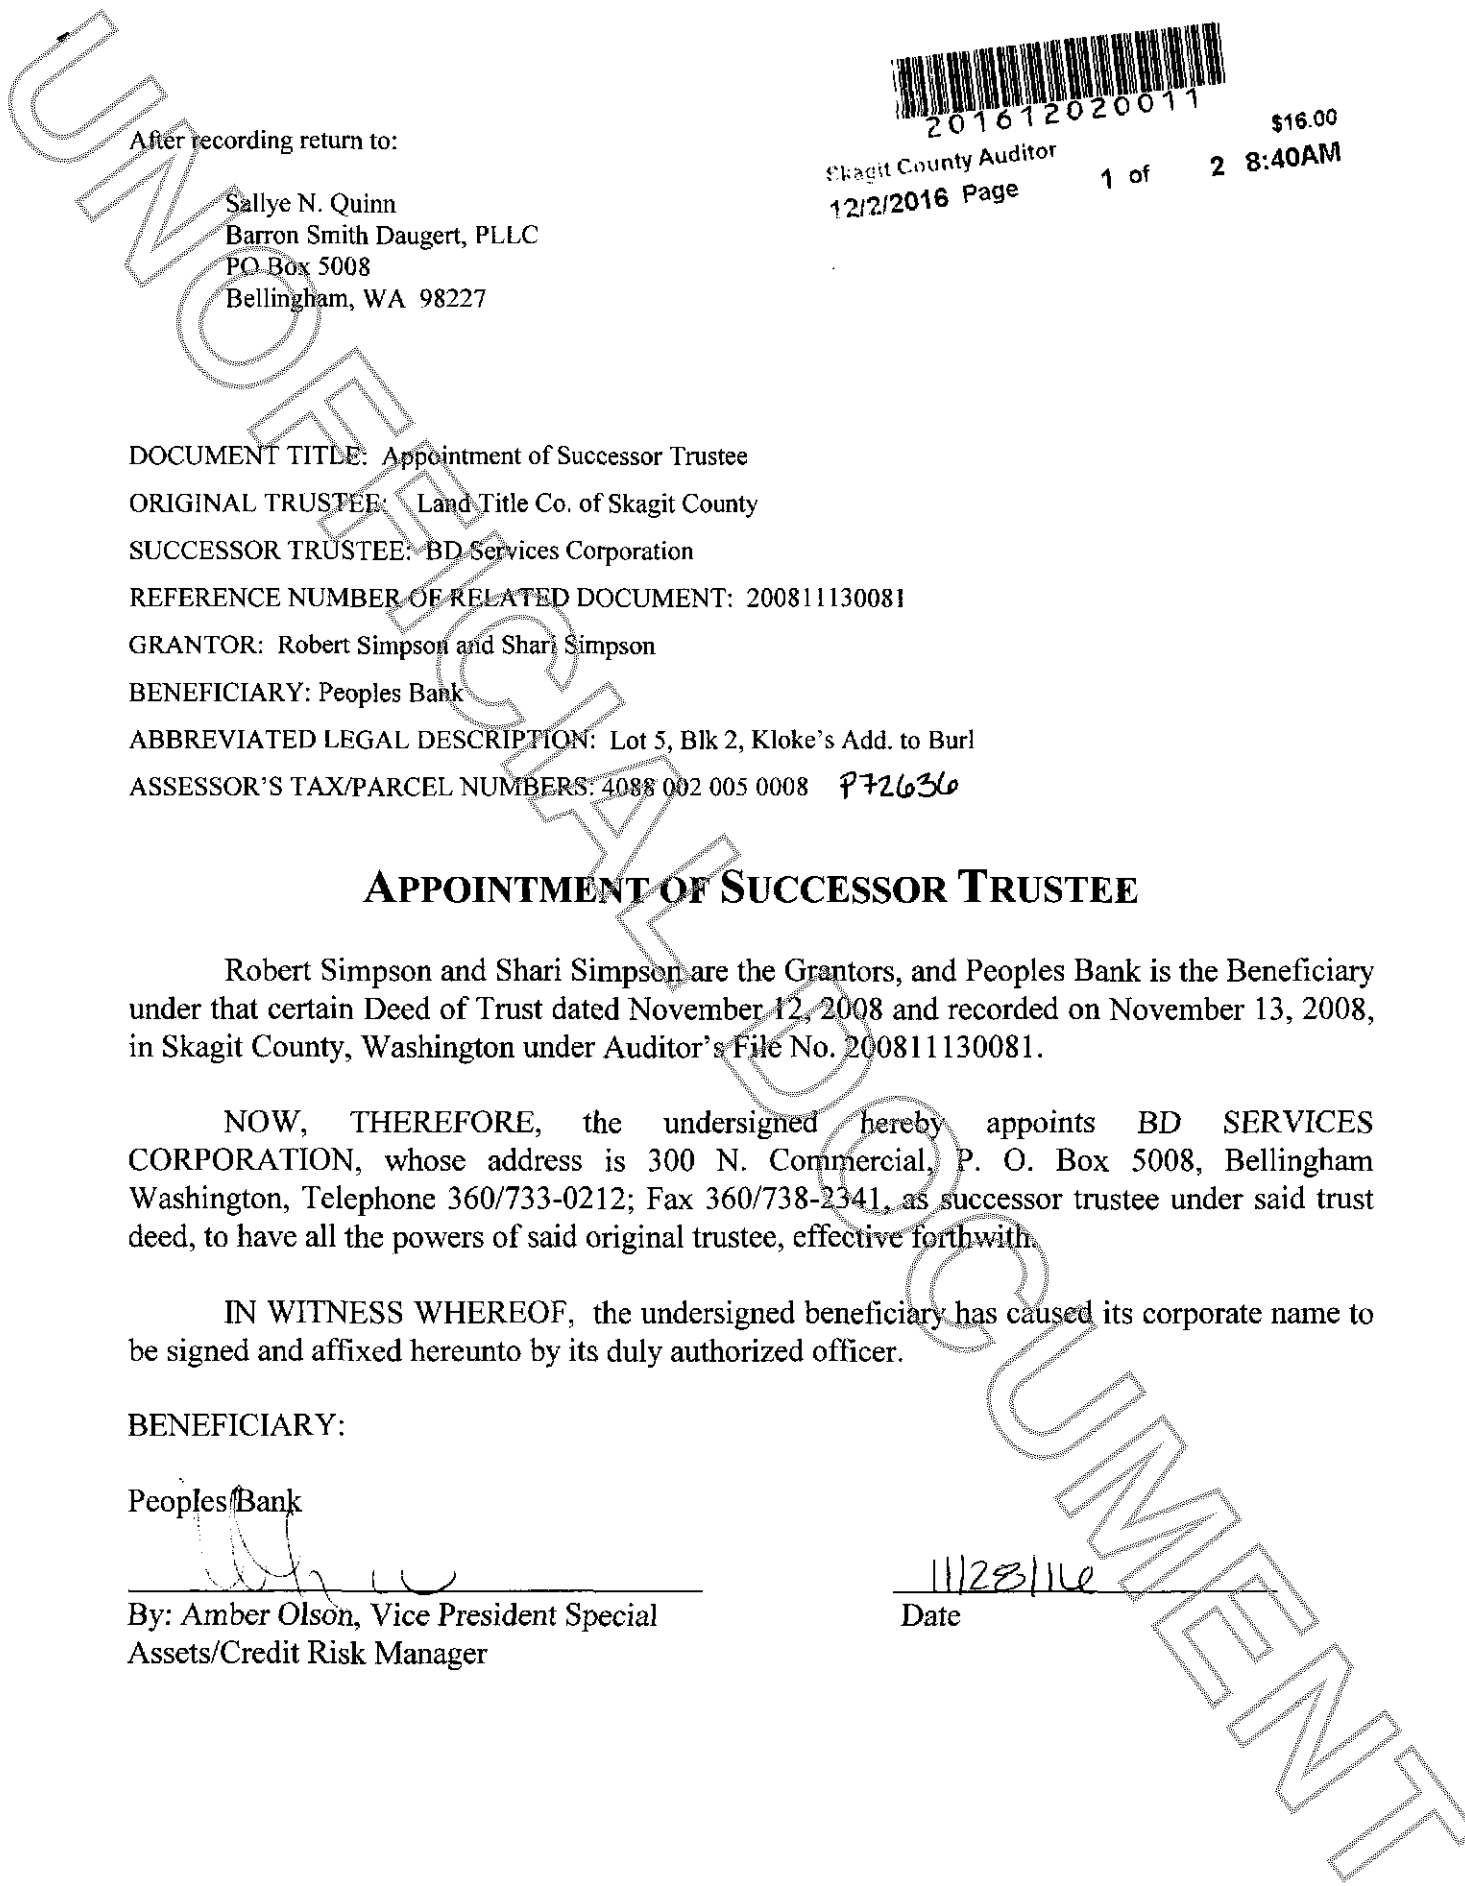 201612020011
$16.00
Skagit County Auditor
12/2/2016 Page 1 of 2 8:40AM
After recording return to:
Sallye N. Quinn
Barron Smith Daugert, PLLC
PO Box 5008
Bellingham, WA 98227
DOCUMENT TITLE: Appointment of Successor Trustee
ORIGINAL TRUSTEE: Land Title Co. of Skagit County
SUCCESSOR TRUSTEE: BD Services Corporation
REFERENCE NUMBER OF RELATED DOCUMENT: 200811130081
GRANTOR: Robert Simpson and Shari Simpson
BENEFICIARY: Peoples Bank
ABBREVIATED LEGAL DESCRIPTION: Lot 5, Blk 2, Kloke's Add. to Burl
ASSESSOR'S TAX/PARCEL NUMBERS: 4088 002 005 0008 P72636
APPOINTMENT OF SUCCESSOR TRUSTEE
Robert Simpson and Shari Simpson are the Grantors, and Peoples Bank is the Beneficiary
under that certain Deed of Trust dated November 12, 2008 and recorded on November 13, 2008,
in Skagit County, Washington under Auditor's File No. 200811130081.
NOW, THEREFORE, the undersigned hereby appoints BD SERVICES
CORPORATION, whose address is 300 N. Commercial, P. O. Box 5008, Bellingham
Washington, Telephone 360/733-0212; Fax 360/738-2341, as successor trustee under said trust
deed, to have all the powers of said original trustee, effective forthwith.
IN WITNESS WHEREOF, the undersigned beneficiary has caused its corporate name to
be signed and affixed hereunto by its duly authorized officer.
BENEFICIARY:
Peoples Bank
11/28/16
By: Amber Olson, Vice President Special
Date
Assets/Credit Risk Manager
UNOFFICIAL DOCUMENT